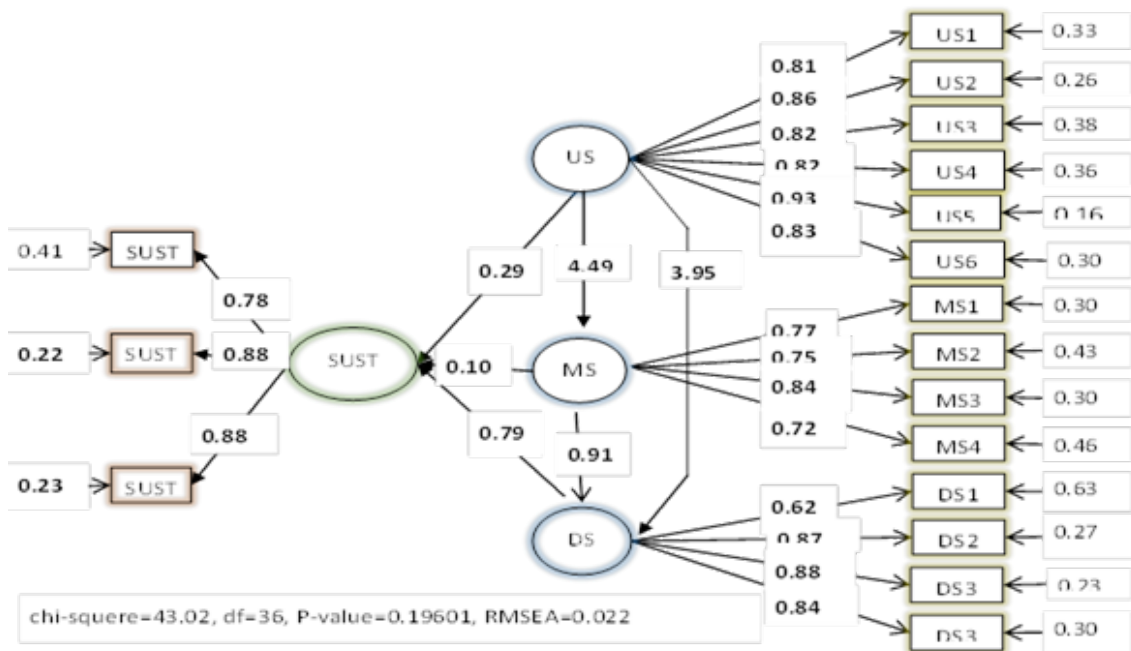 US1
0.33
0.81
US2
0.26
0.86
US3
0.38
0.82
US
US4
0.36
0.82
US5
0.16
0.93
US6
0.30
0.83
0.41
SUST
0.29
4.49
3.95
0.78
MS1
0.30
0.77
0.22
SUST
0.88
SUST
0.10
MS
MS2
0.43
0.75
MS3
0.30
0.84
MS4
0.46
0.72
0.88
0.79
0.91
0.23
SUST
DS1
0.63
0.62
DS
DS2
0.27
0.87
DS3
0.23
0.88
DS3
0.30
0.84
chi-squere=43.02, df=36, P-value=0.19601, RMSEA=0.022